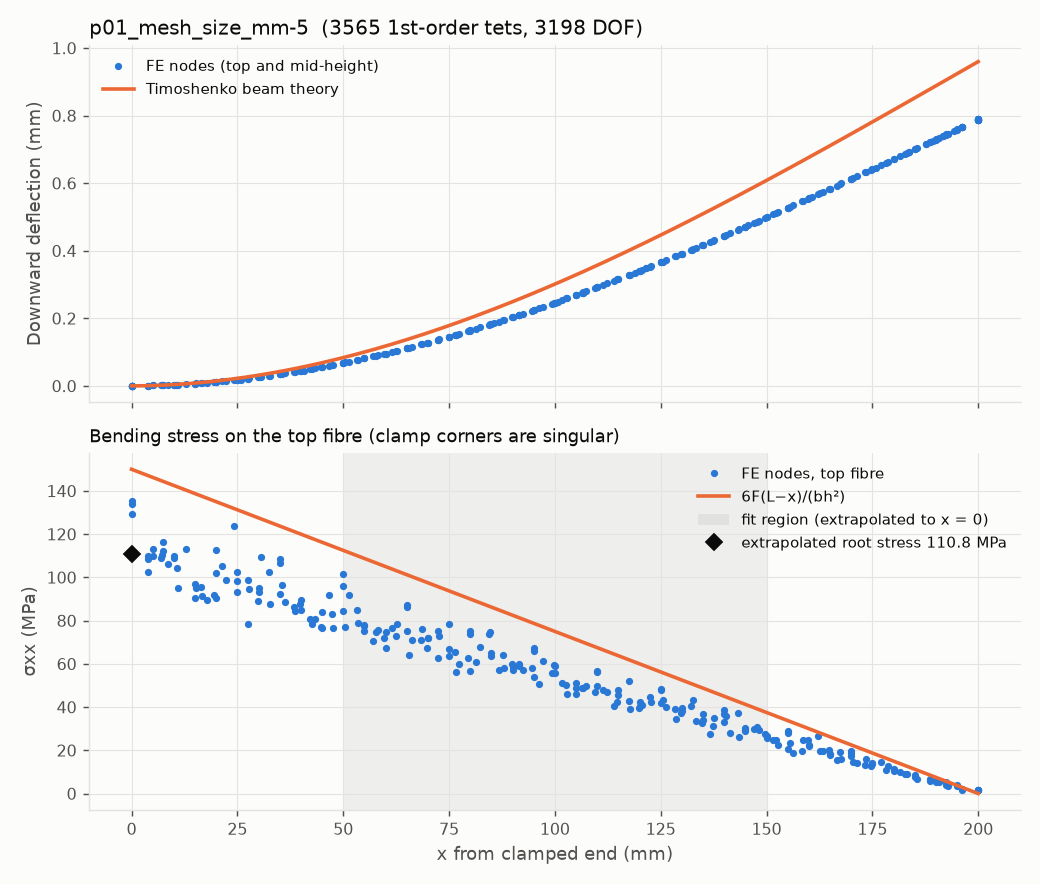 p01_mesh_size_mm-5  (3565 1st-order tets, 3198 DOF)
FE nodes (top and mid-height)
Timoshenko beam theory
Downward deflection (mm)
1.0
0.8
0.6
0.4
0.2
0.0
Bending stress on the top fibre (clamp corners are singular)
FE nodes, top fibre
6F(L−x)/(bh²)
fit region (extrapolated to x = 0)
extrapolated root stress 110.8 MPa
σxx (MPa)
140
120
100
80
60
40
20
0
0 25 50 75 100 125 150 175 200
x from clamped end (mm)